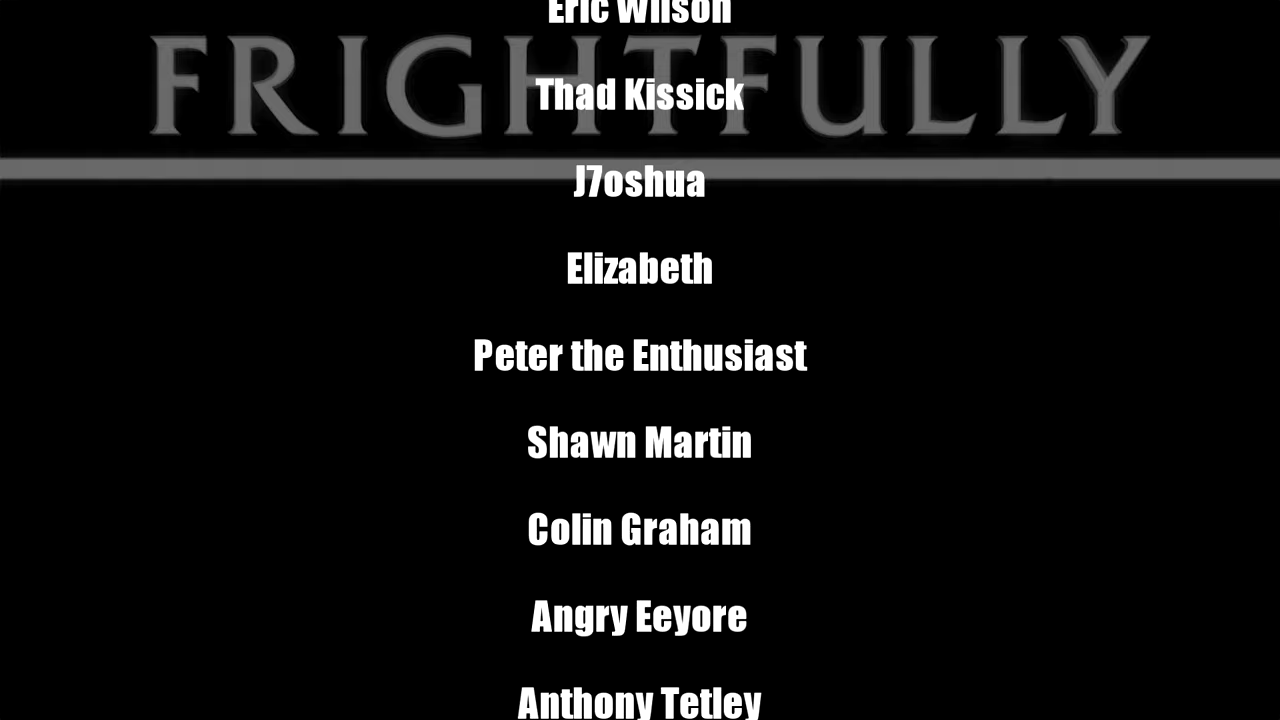 Eric Wilson
FRIGHTFULLY
Thad Kissick
J7oshua
Elizabeth
Peter the Enthusiast
Shawn Martin
Colin Graham
Angry Eeyore
Anthony Tetley